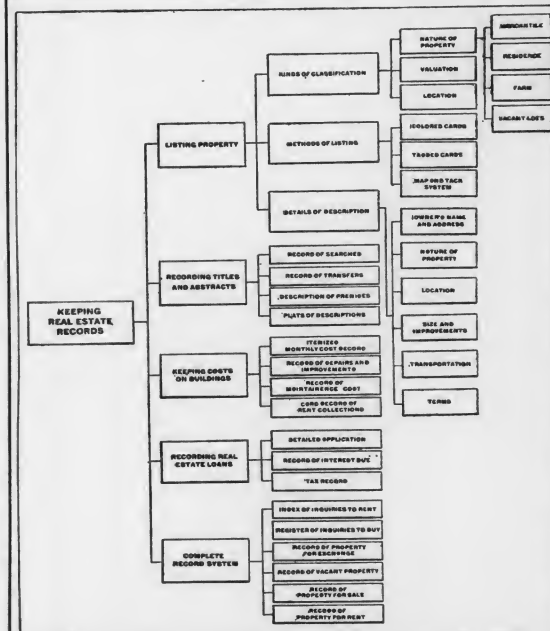 KEEPING
REAL ESTATE
RECORDS
LISTING PROPERTY
KINDS OF CLASSIFICATION
NATURE OF
PROPERTY
MERCANTILE
RESIDENCE
FARM
VACANT LOTS
VALUATION
LOCATION
METHODS OF LISTING
COLORED CARDS
TABBED CARDS
MAP AND TACK
SYSTEM
DETAILS OF DESCRIPTION
OWNER'S NAME
AND ADDRESS
NATURE OF
PROPERTY
LOCATION
SIZE AND
IMPROVEMENTS
TRANSPORTATION
TERMS
RECORDING TITLES
AND ABSTRACTS
RECORD OF SEARCHES
RECORD OF TRANSFERS
DESCRIPTION OF PREMISES
PLATS OF DESCRIPTIONS
KEEPING COSTS
ON BUILDINGS
ITEMIZED
MONTHLY COST RECORD
RECORD OF REPAIRS AND
IMPROVEMENTS
RECORD OF
COST
CARD RECORD OF
RENT COLLECTIONS
RECORDING REAL
ESTATE LOANS
DETAILED APPLICATION
RECORD OF INTEREST DUE
TAX RECORD
COMPLETE
RECORD SYSTEM
INDEX OF INQUIRIES TO RENT
REGISTER OF INQUIRIES TO BUY
RECORD OF PROPERTY
FOR EXCHANGE
RECORD OF VACANT PROPERTY
RECORD OF
PROPERTY FOR SALE
RECORD OF
PROPERTY FOR RENT